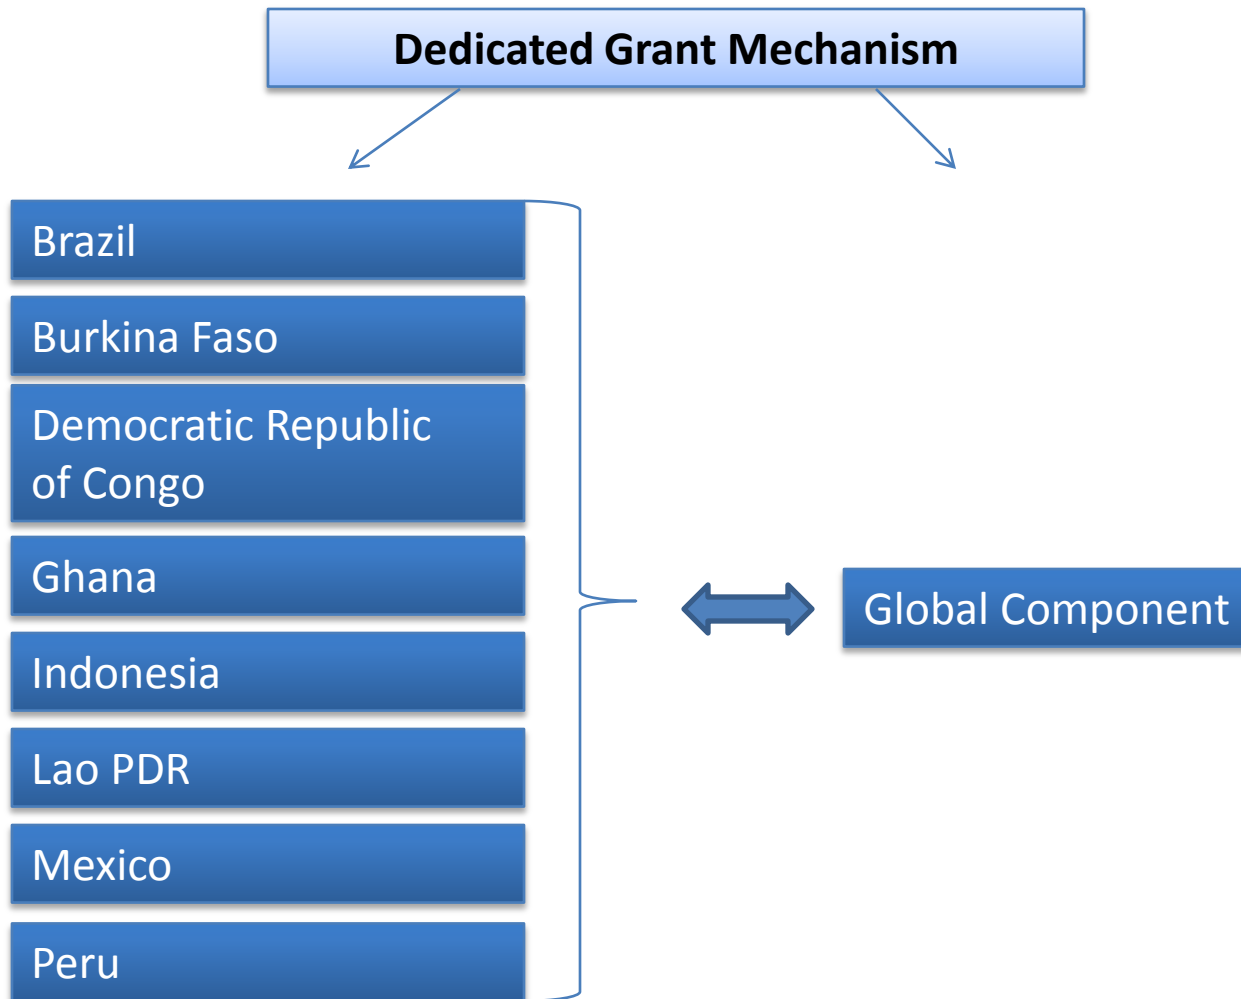 Dedicated Grant Mechanism
Brazil
Burkina Faso
Democratic Republic
of Congo
Ghana
Indonesia
Lao PDR
Mexico
Peru
Global Component